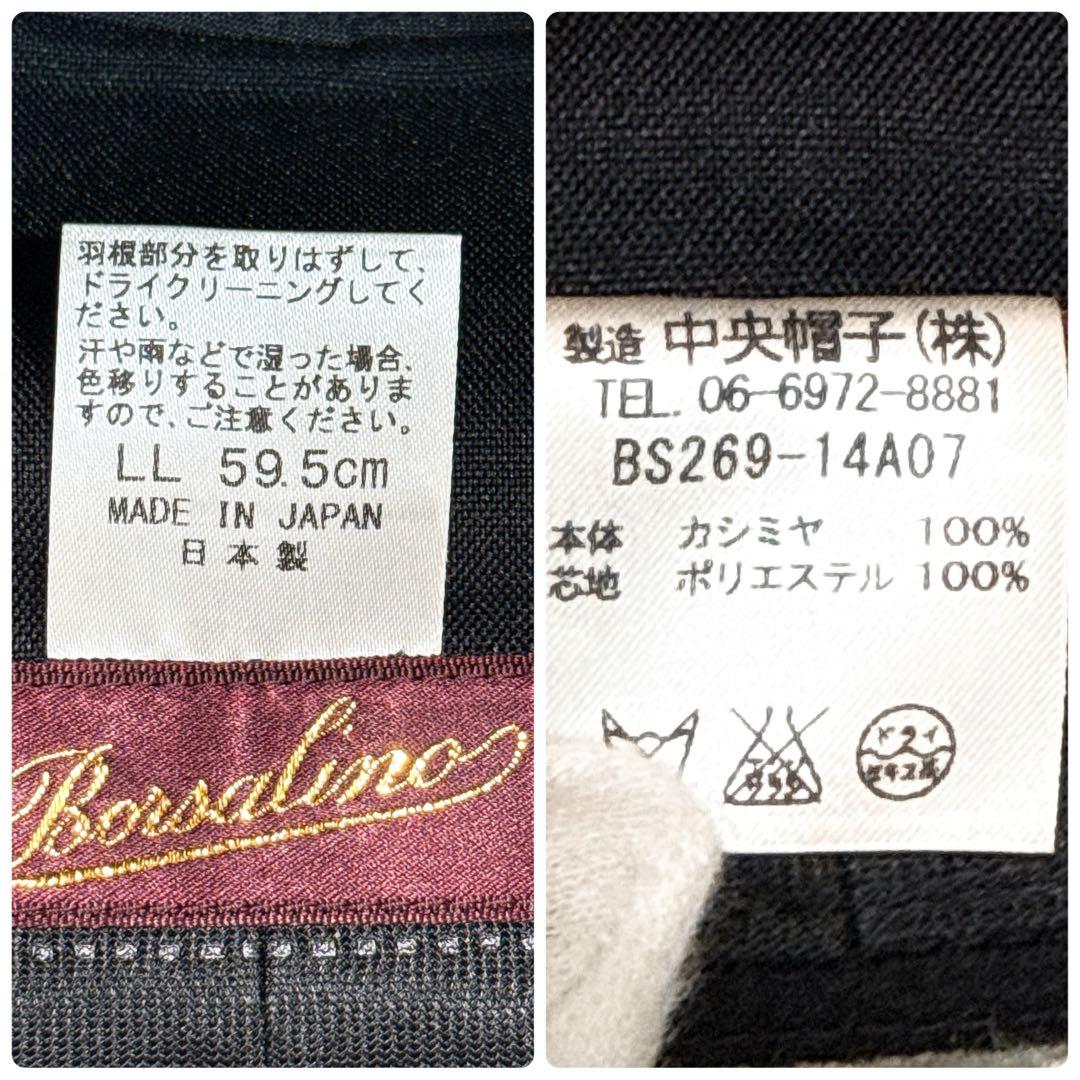 羽根部分を取りはずして、
ドライクリーニングしてく
ださい。
汗や雨などで湿った場合、
色移りすることがありま
すので、ご注意ください。
LL 59.5cm
MADE IN JAPAN
日本製
Borsalino
製造 中央帽子(株)
TEL. 06-6972-8881
BS269-14A07
本体 カシミヤ 100%
芯地 ポリエステル 100%
ドライ